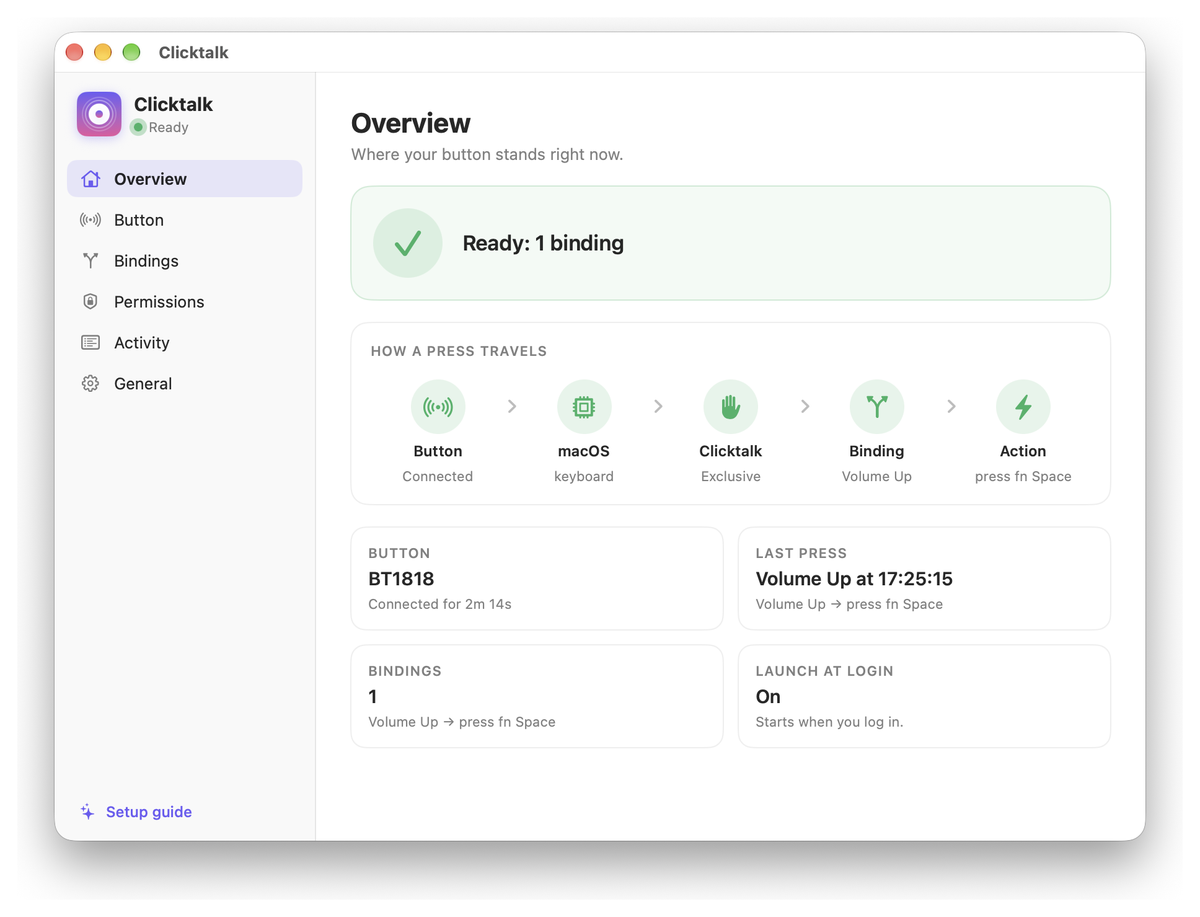 Clicktalk
Clicktalk
Ready
Overview
Button
Bindings
Permissions
Activity
General
Setup guide
Overview
Where your button stands right now.
Ready: 1 binding
HOW A PRESS TRAVELS
Button
Connected
macOS
keyboard
Clicktalk
Exclusive
Binding
Volume Up
Action
press fn Space
BUTTON
BT1818
Connected for 2m 14s
LAST PRESS
Volume Up at 17:25:15
Volume Up → press fn Space
BINDINGS
1
Volume Up → press fn Space
LAUNCH AT LOGIN
On
Starts when you log in.